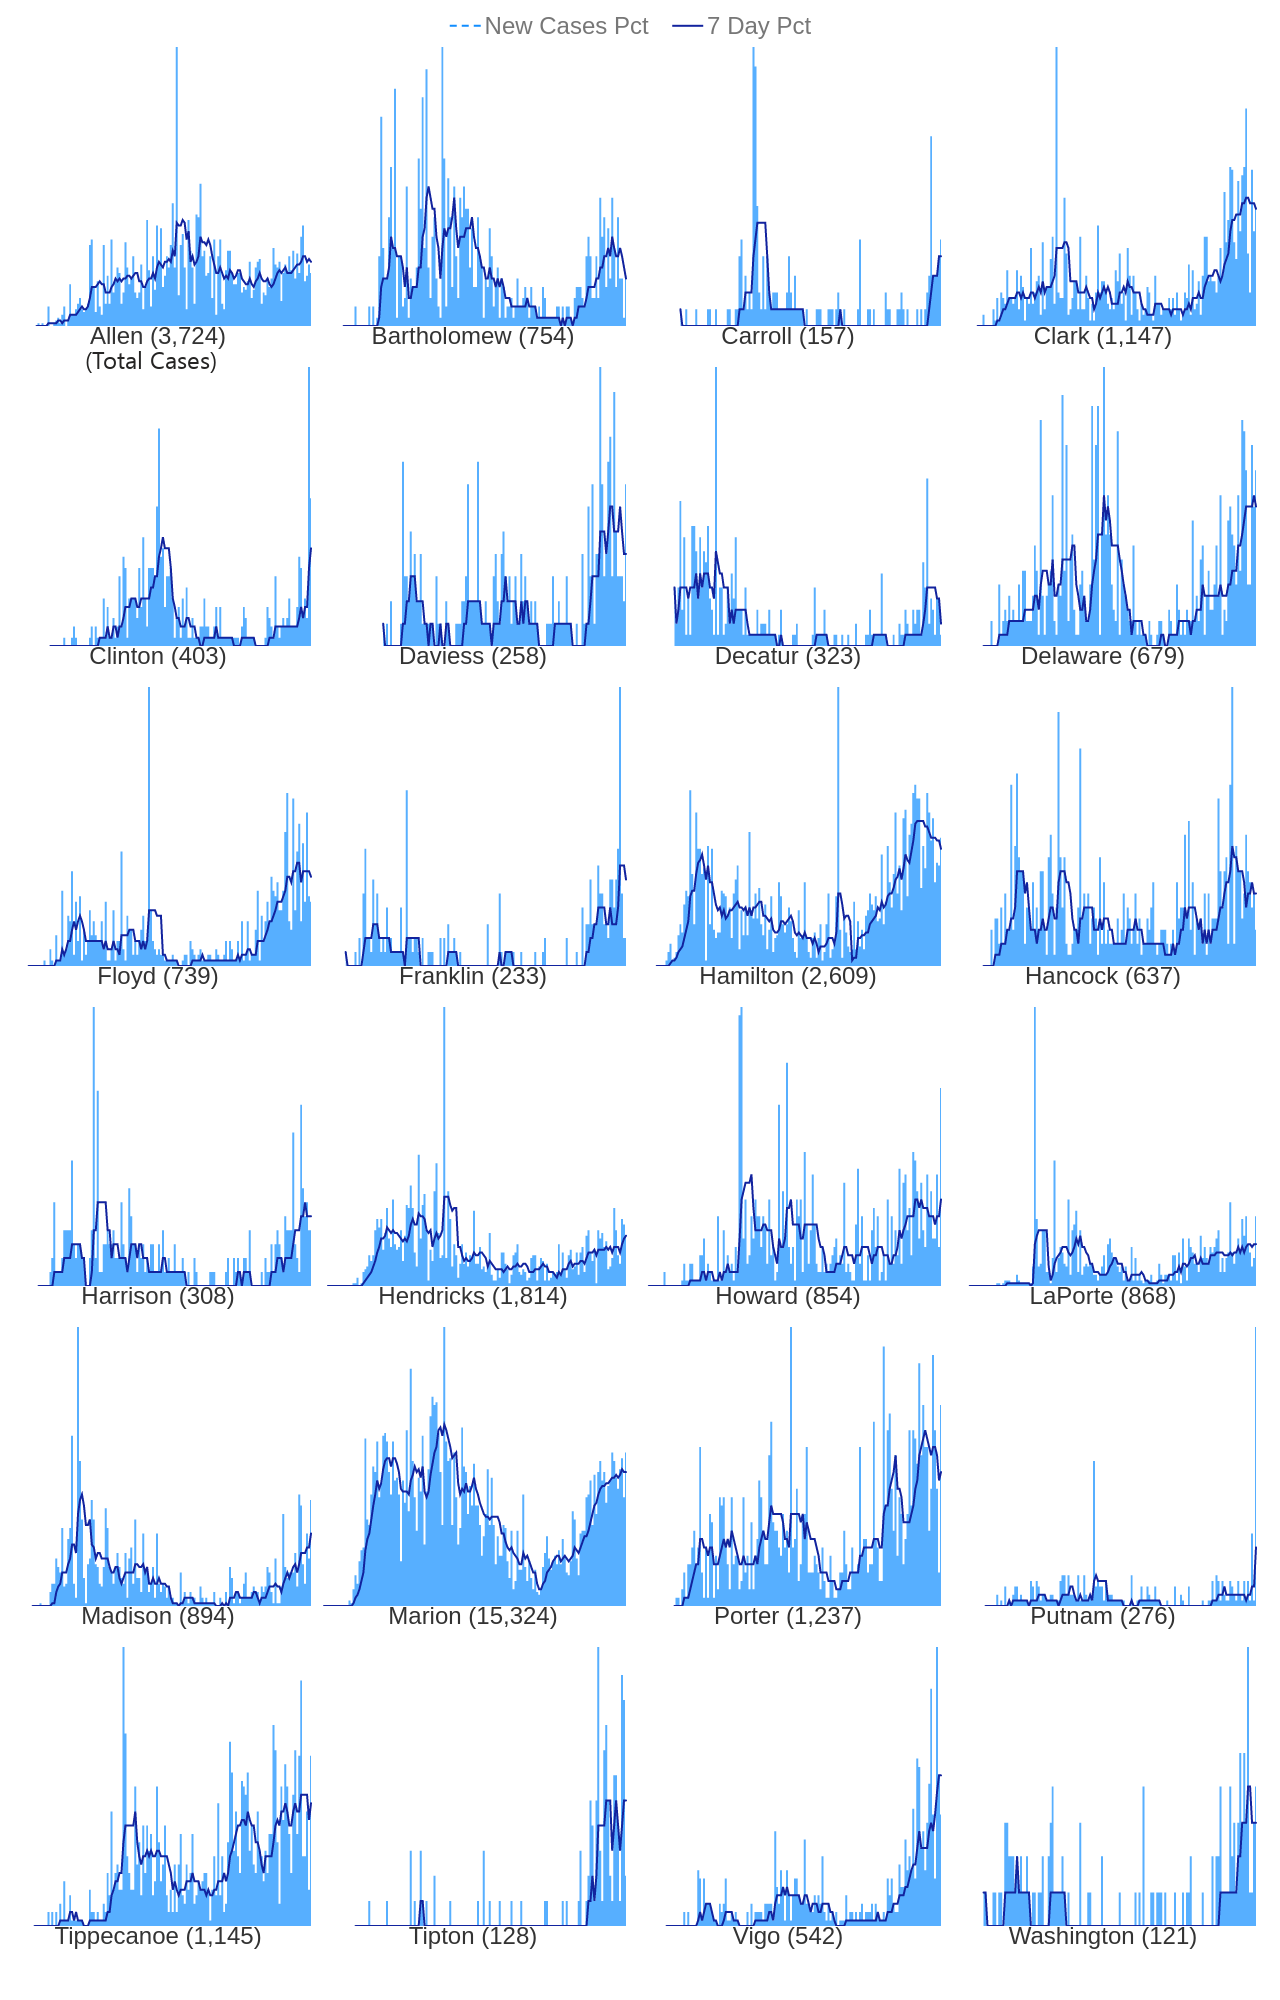 New Cases Pct 7 Day Pct
Allen (3,724) Bartholomew (754) Carroll (157) Clark (1,147)
(Total Cases)
Clinton (403) Daviess (258) Decatur (323) Delaware (679)
Floyd (739) Franklin (233) Hamilton (2,609) Hancock (637)
Harrison (308) Hendricks (1,814) Howard (854) LaPorte (868)
Madison (894) Marion (15,324) Porter (1,237) Putnam (276)
Tippecanoe (1,145) Tipton (128) Vigo (542) Washington (121)